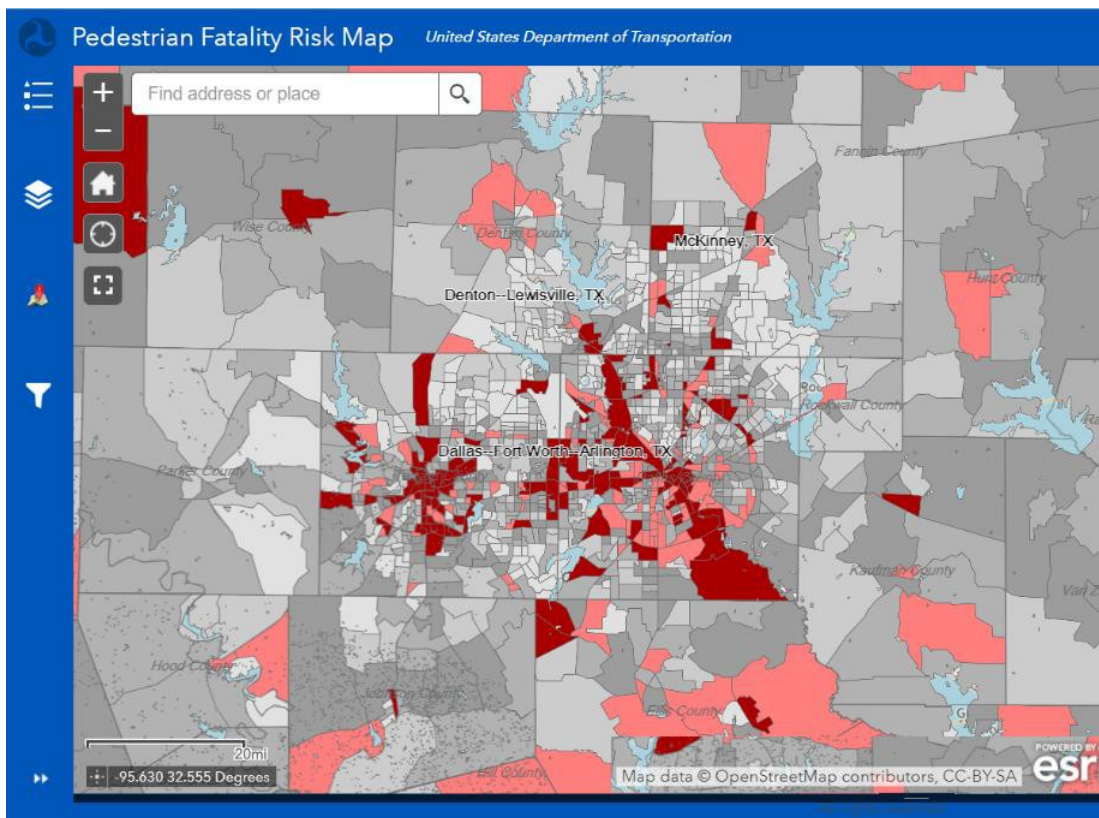 Pedestrian Fatality Risk Map
United States Department of Transportation
+
Find address or place
−
Fannin County
Wise County
Denton County
McKinney, TX
Hunt County
Denton--Lewisville, TX
Rockwall County
Dallas--Fort Worth--Arlington, TX
Parker County
Kaufman County
Van Z
Hood County
Johnson County
Ellis County
G
20mi
Hill County
POWERED BY
esr
-95.630 32.555 Degrees
Map data © OpenStreetMap contributors, CC-BY-SA